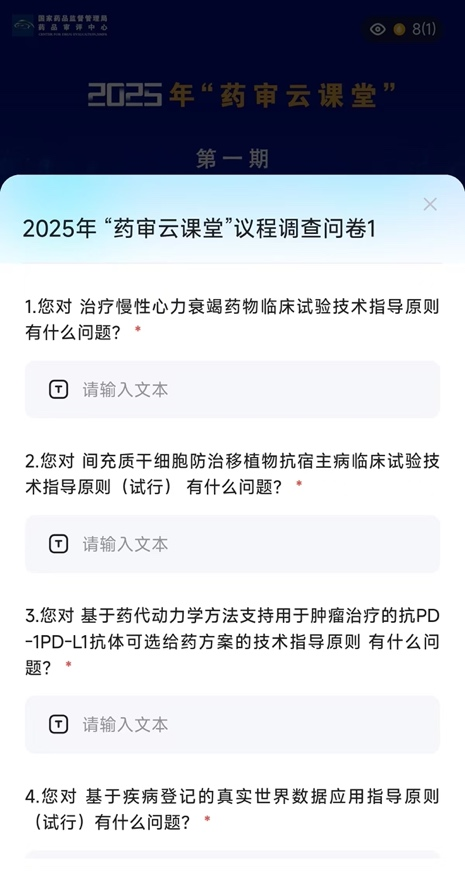 国家药品监督管理局
药品审评中心
CENTER FOR DRUG EVALUATION, NMPA
8(1)
2025年“药审云课堂”
第一期
2025年 “药审云课堂”议程调查问卷1
1.您对 治疗慢性心力衰竭药物临床试验技术指导原则
有什么问题? *
请输入文本
2.您对 间充质干细胞防治移植物抗宿主病临床试验技
术指导原则（试行） 有什么问题? *
请输入文本
3.您对 基于药代动力学方法支持用于肿瘤治疗的抗PD
-1PD-L1抗体可选给药方案的技术指导原则 有什么问
题? *
请输入文本
4.您对 基于疾病登记的真实世界数据应用指导原则
（试行）有什么问题? *